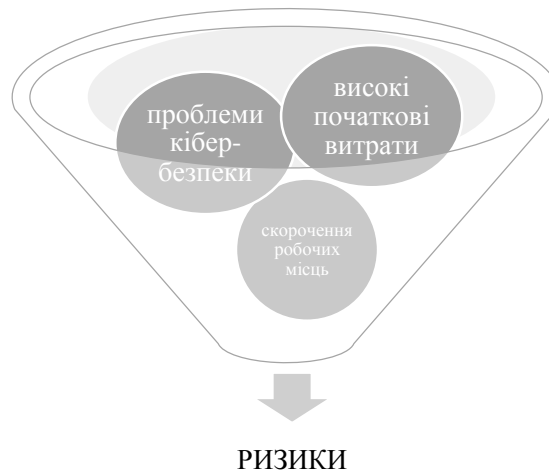 проблеми
кібер-
безпеки
високі
початкові
витрати
скорочення
робочих
місць
РИЗИКИ